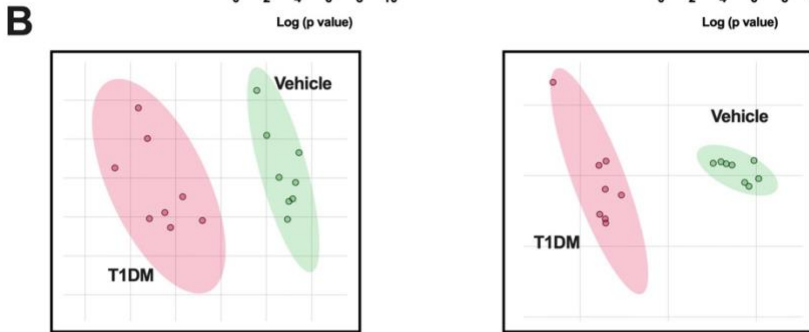 B
Log (p value)
Log (p value)
Vehicle
T1DM
Vehicle
T1DM